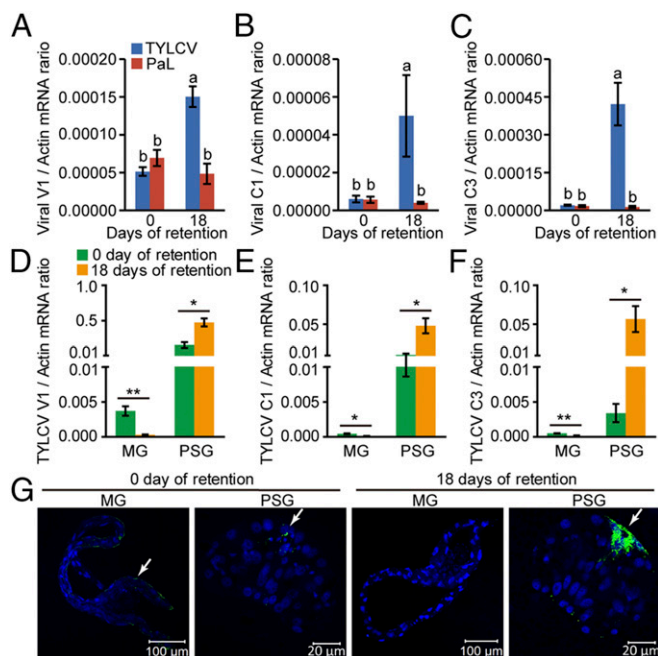 A
B
C
TYLCV
PaL
Viral V1 / Actin mRNA rario
0.00020
0.00015
0.00010
0.00005
0.00000
b
b
a
b
0
18
Days of retention
Viral C1 / Actin mRNA rario
0.00008
0.00006
0.00004
0.00002
0.00000
b
b
a
b
0
18
Days of retention
Viral C3 / Actin mRNA rario
0.00060
0.00045
0.00030
0.00015
0.00000
b
b
a
b
0
18
Days of retention
D
E
F
0 day of retention
18 days of retention
TYLCV V1 / Actin mRNA ratio
1.0
0.5
0.01
0.010
0.005
0.000
**
*
MG
PSG
TYLCV C1 / Actin mRNA ratio
0.10
0.05
0.01
0.010
0.005
0.000
*
*
MG
PSG
TYLCV C3 / Actin mRNA ratio
0.10
0.05
0.01
0.010
0.005
0.000
**
*
MG
PSG
G
0 day of retention
18 days of retention
MG
PSG
MG
PSG
100 µm
20 µm
100 µm
20 µm